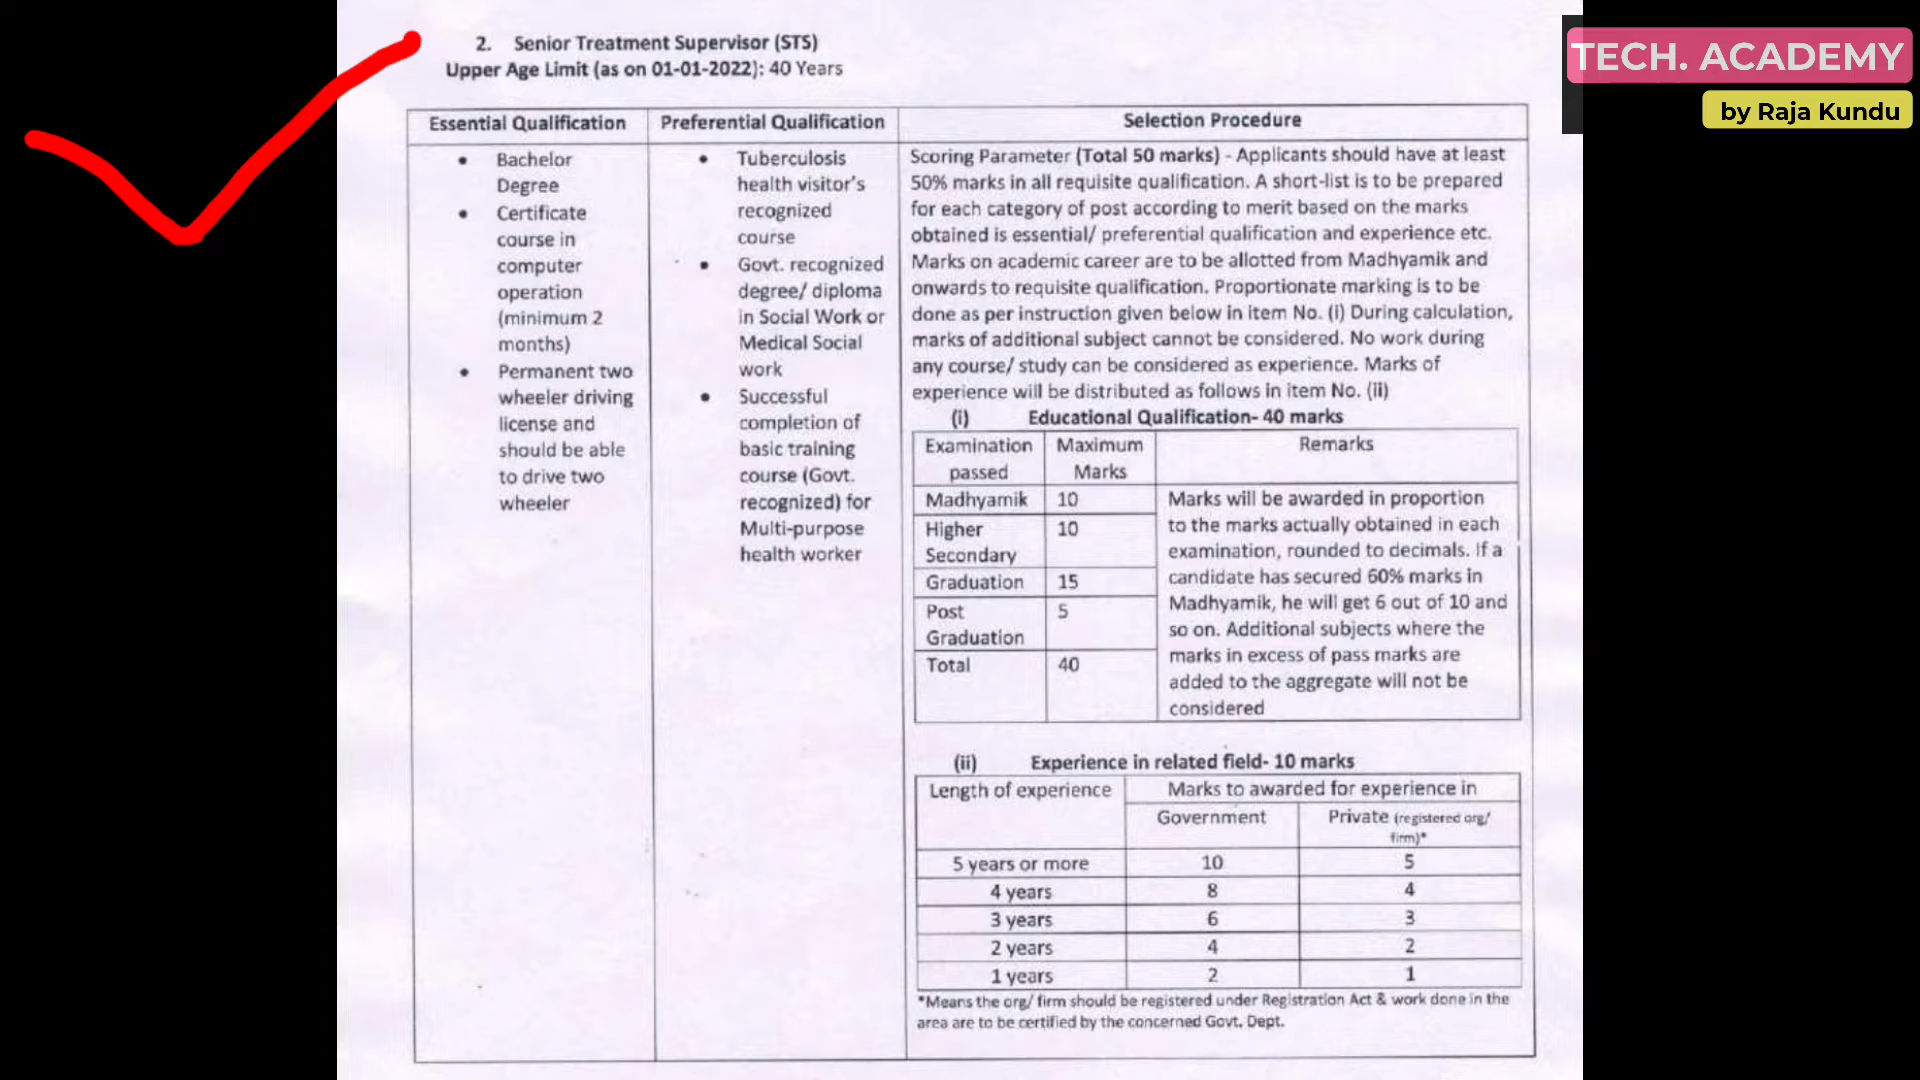 2. Senior Treatment Supervisor (STS)
Upper Age Limit (as on 01-01-2022): 40 Years
TECH. ACADEMY
by Raja Kundu
Essential Qualification
• Bachelor
Degree
• Certificate
course in
computer
operation
(minimum 2
months)
• Permanent two
wheeler driving
license and
should be able
to drive two
wheeler
Preferential Qualification
• Tuberculosis
health visitor's
recognized
course
• Govt. recognized
degree/ diploma
in Social Work or
Medical Social
work
• Successful
completion of
basic training
course (Govt.
recognized) for
Multi-purpose
health worker
Selection Procedure
Scoring Parameter (Total 50 marks) - Applicants should have at least
50% marks in all requisite qualification. A short-list is to be prepared
for each category of post according to merit based on the marks
obtained is essential/ preferential qualification and experience etc.
Marks on academic career are to be allotted from Madhyamik and
onwards to requisite qualification. Proportionate marking is to be
done as per instruction given below in item No. (i) During calculation,
marks of additional subject cannot be considered. No work during
any course/ study can be considered as experience. Marks of
experience will be distributed as follows in item No. (ii)
(i) Educational Qualification- 40 marks
Examination Maximum Remarks
passed Marks
Madhyamik 10
Higher 10
Secondary
Graduation 15
Post 5
Graduation
Total 40
Marks will be awarded in proportion
to the marks actually obtained in each
examination, rounded to decimals. If a
candidate has secured 60% marks in
Madhyamik, he will get 6 out of 10 and
so on. Additional subjects where the
marks in excess of pass marks are
added to the aggregate will not be
considered
(ii) Experience in related field- 10 marks
Length of experience Marks to awarded for experience in
Government Private (registered org/
firm)*
5 years or more 10 5
4 years 8 4
3 years 6 3
2 years 4 2
1 years 2 1
*Means the org/ firm should be registered under Registration Act & work done in the
area are to be certified by the concerned Govt. Dept.